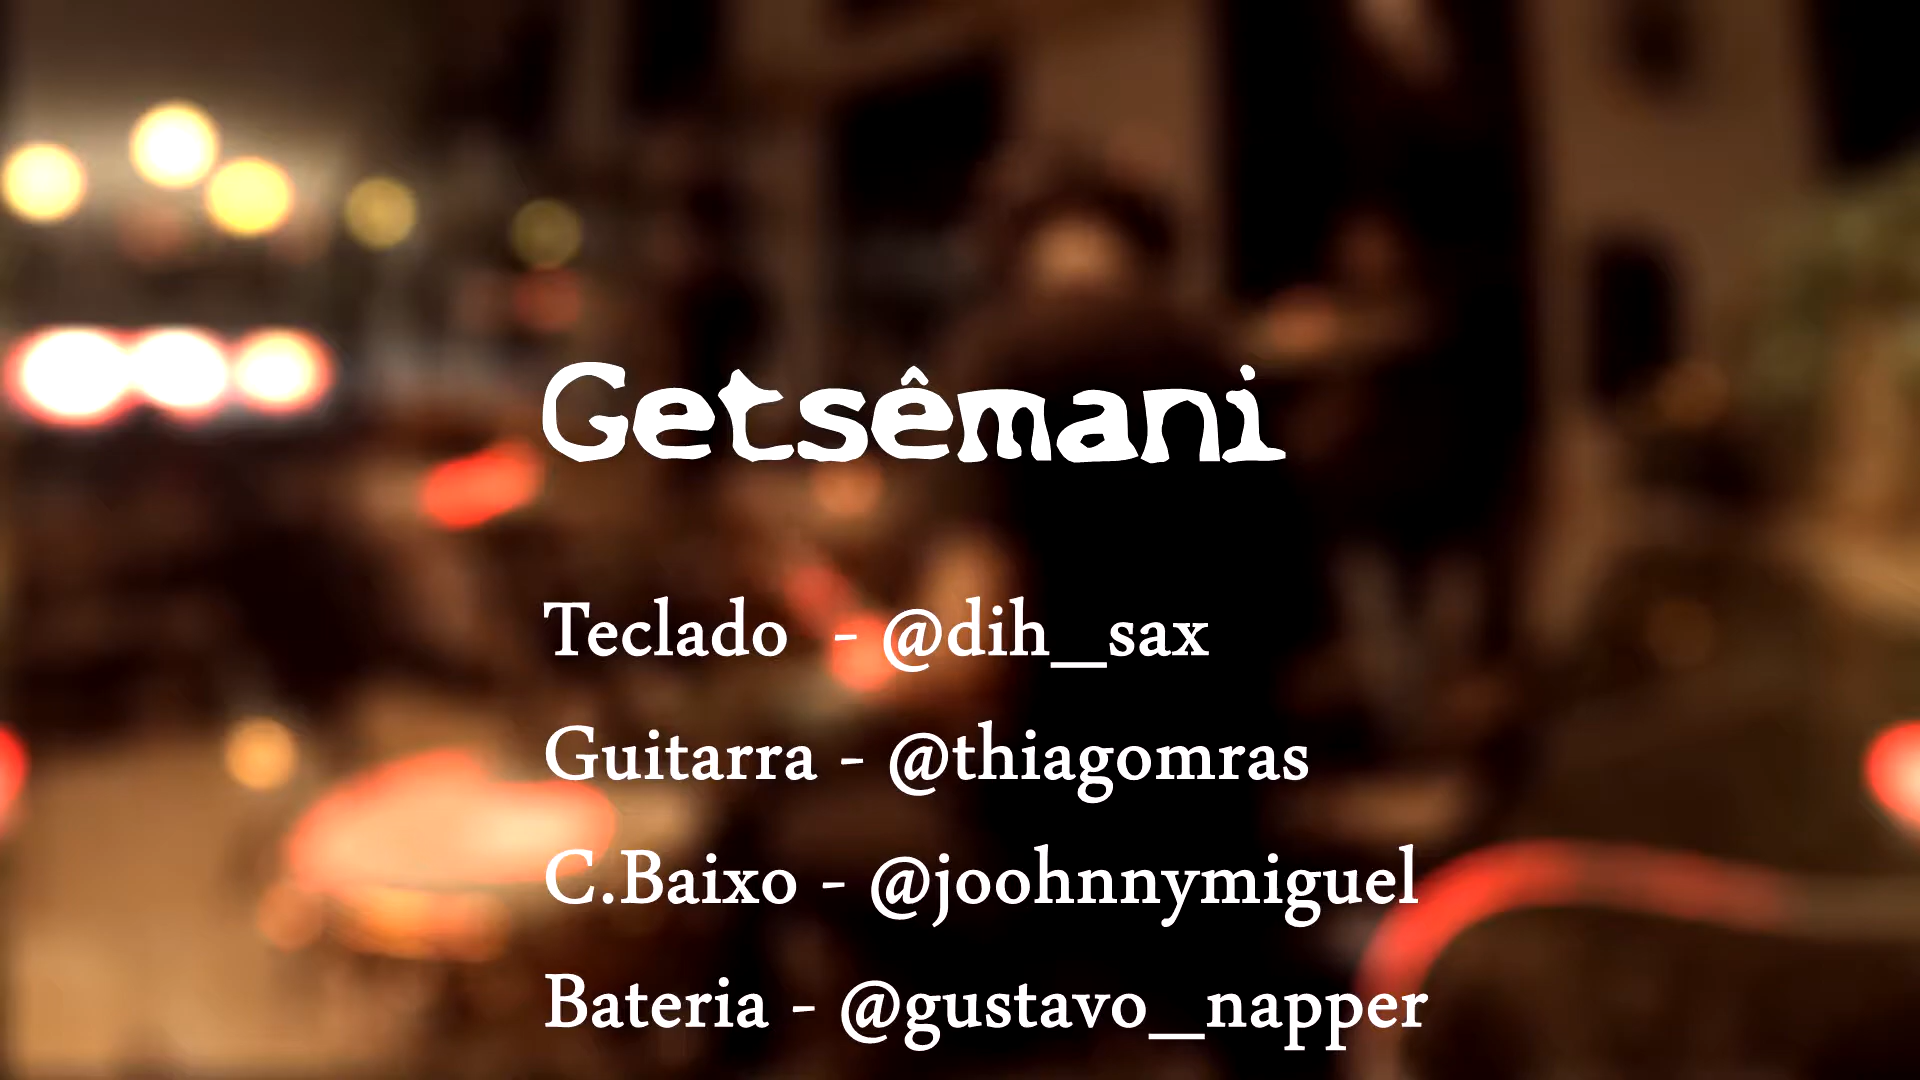 Getsêmani
Teclado - @dih_sax
Guitarra - @thiagomras
C.Baixo - @joohnnymiguel
Bateria - @gustavo_napper